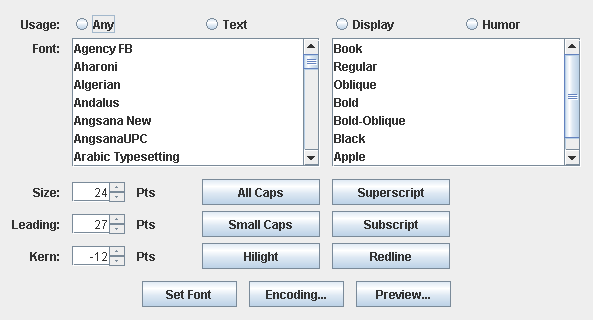 Usage: Any Text Display Humor
Font: Agency FB Book
Aharoni Regular
Algerian Oblique
Andalus Bold
Angsana New Bold-Oblique
AngsanaUPC Black
Arabic Typesetting Apple
Size: 24 Pts All Caps Superscript
Leading: 27 Pts Small Caps Subscript
Kern: -12 Pts Hilight Redline
Set Font Encoding... Preview...